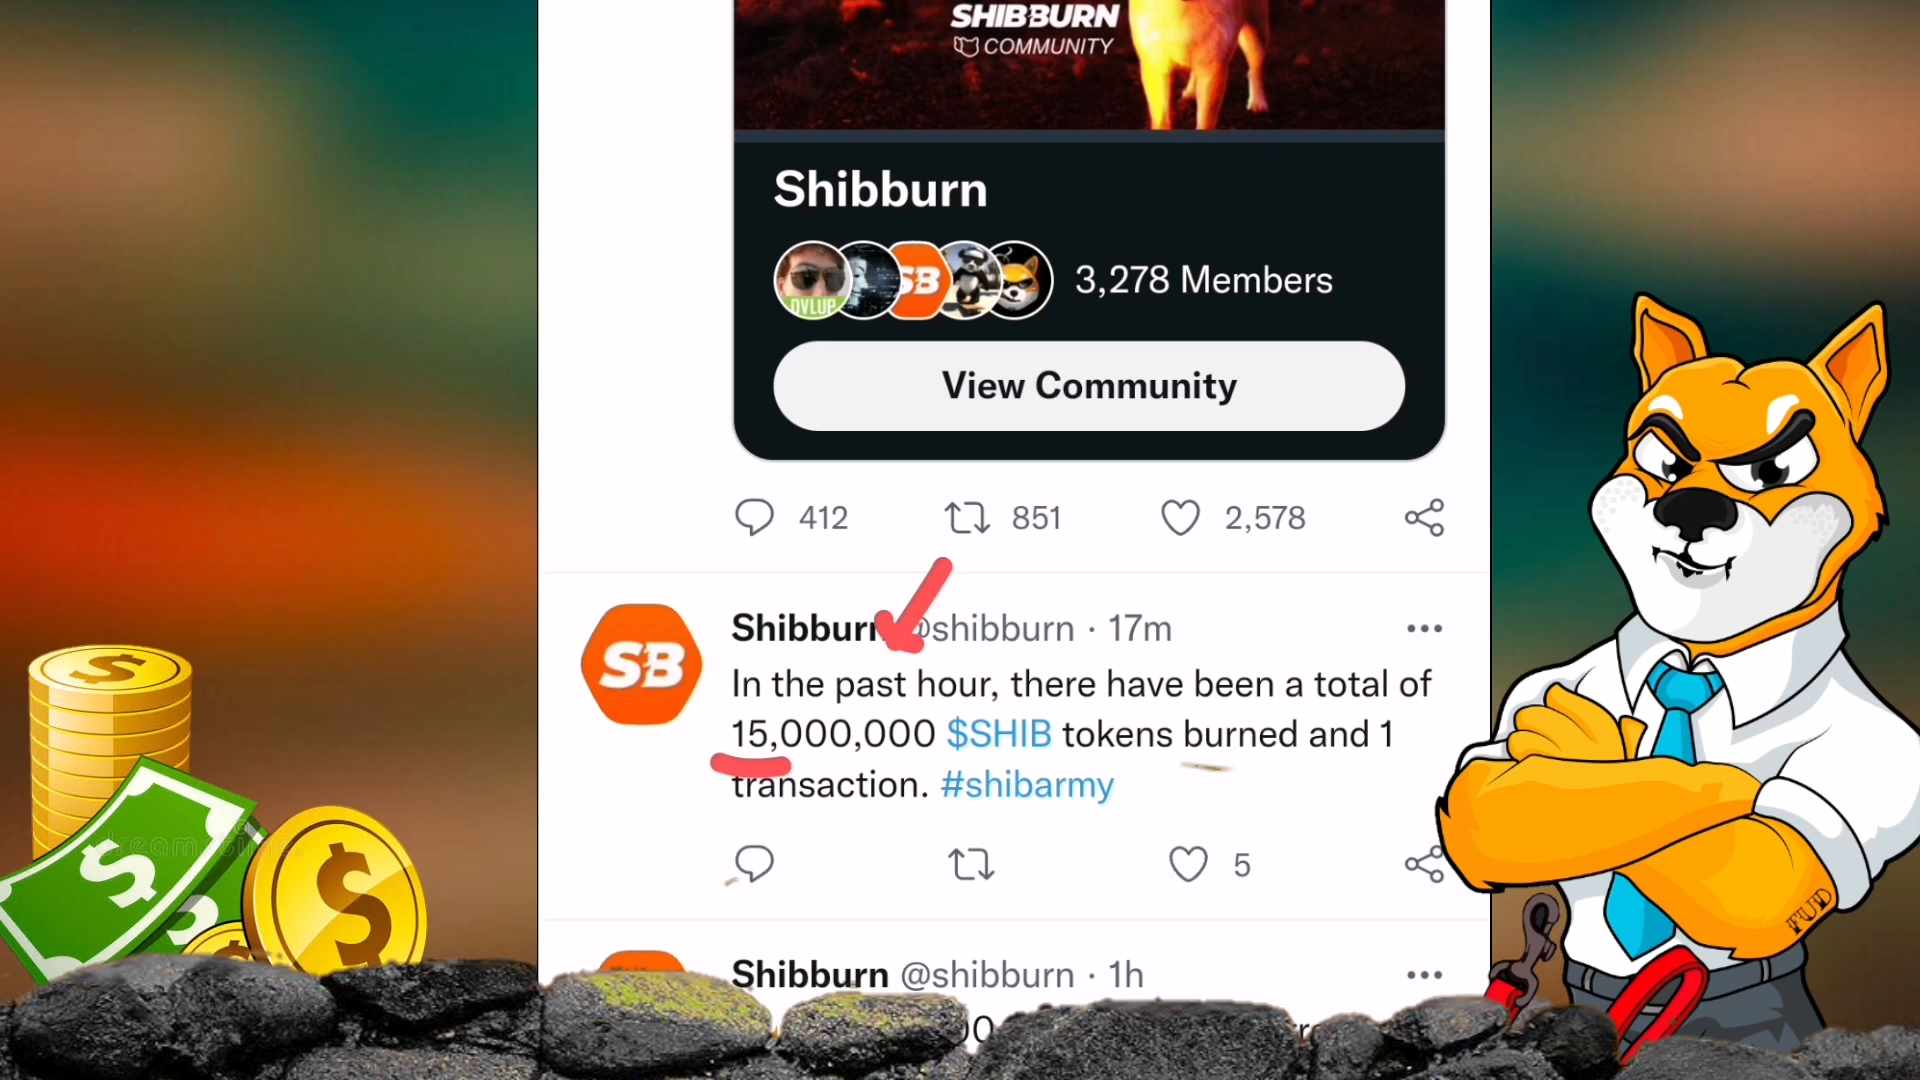 SHIBBURN
COMMUNITY
Shibburn
DVLUP
SB
3,278 Members
View Community
412 851 2,578
SB
Shibburn @shibburn · 17m
In the past hour, there have been a total of
15,000,000 $SHIB tokens burned and 1
transaction. #shibarmy
5
Shibburn @shibburn · 1h
FUD